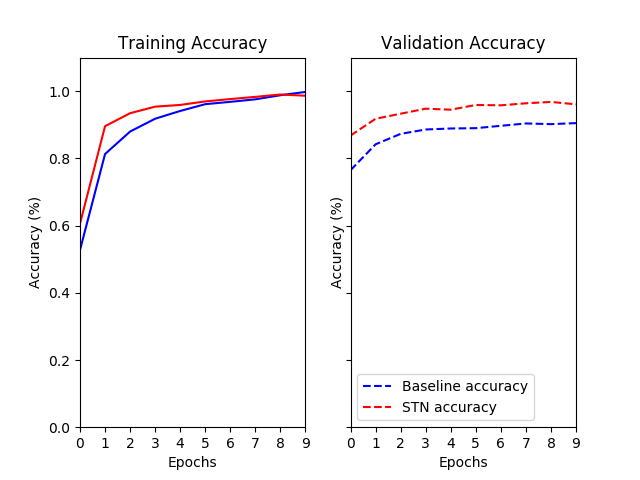 Training Accuracy
Validation Accuracy
Accuracy (%)
1.0
0.8
0.6
0.4
0.2
0.0
0 1 2 3 4 5 6 7 8 9
Epochs
Accuracy (%)
Baseline accuracy
STN accuracy
0 1 2 3 4 5 6 7 8 9
Epochs